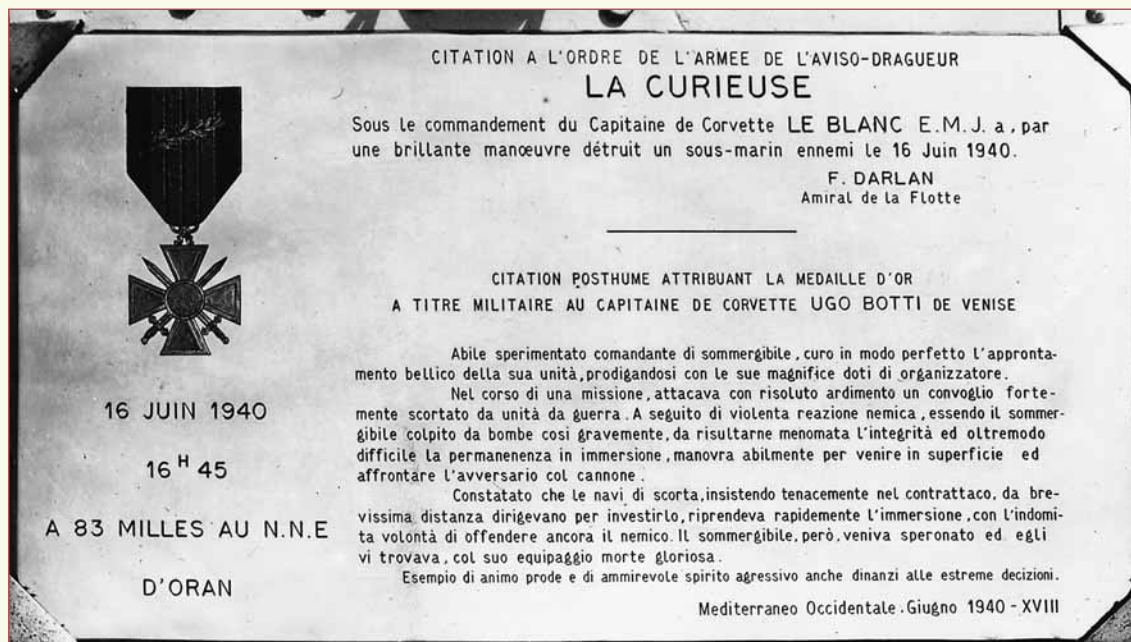 CITATION A L'ORDRE DE L'ARMEE DE L'AVISO-DRAGUEUR
LA CURIEUSE
Sous le commandement du Capitaine de Corvette LE BLANC E.M.J. a, par
une brillante manœuvre détruit un sous-marin ennemi le 16 Juin 1940.
F. DARLAN
Amiral de la Flotte
CITATION POSTHUME ATTRIBUANT LA MEDAILLE D'OR
A TITRE MILITAIRE AU CAPITAINE DE CORVETTE UGO BOTTI DE VENISE
Abile sperimentato comandante di sommergibile, curo in modo perfetto l'appronta-
mento bellico della sua unità, prodigandosi con le sue magnifice doti di organizzatore.
Nel corso di una missione, attacava con risoluto ardimento un convoglio forte-
mente scortato da unità da guerra. A seguito di violenta reazione nemica, essendo il sommer-
gibile colpito da bombe cosi gravemente, da risultarne menomata l'integrità ed oltremodo
difficile la permanenenza in immersione, manovra abilmente per venire in superficie ed
affrontare l'avversario col cannone.
Constatato che le navi di scorta, insistendo tenacemente nel contrattaco, da bre-
vissima distanza dirigevano per investirlo, riprendeva rapidamente l'immersione, con l'indomi-
ta volontà di offendere ancora il nemico. Il sommergibile, però, veniva speronato ed egli
vi trovava, col suo equipaggio morte gloriosa.
Esempio di animo prode e di ammirevole spirito agressivo anche dinanzi alle estreme decizioni.
Mediterraneo Occidentale. Giugno 1940 - XVIII
16 JUIN 1940
16 H 45
A 83 MILLES AU N.N.E
D'ORAN